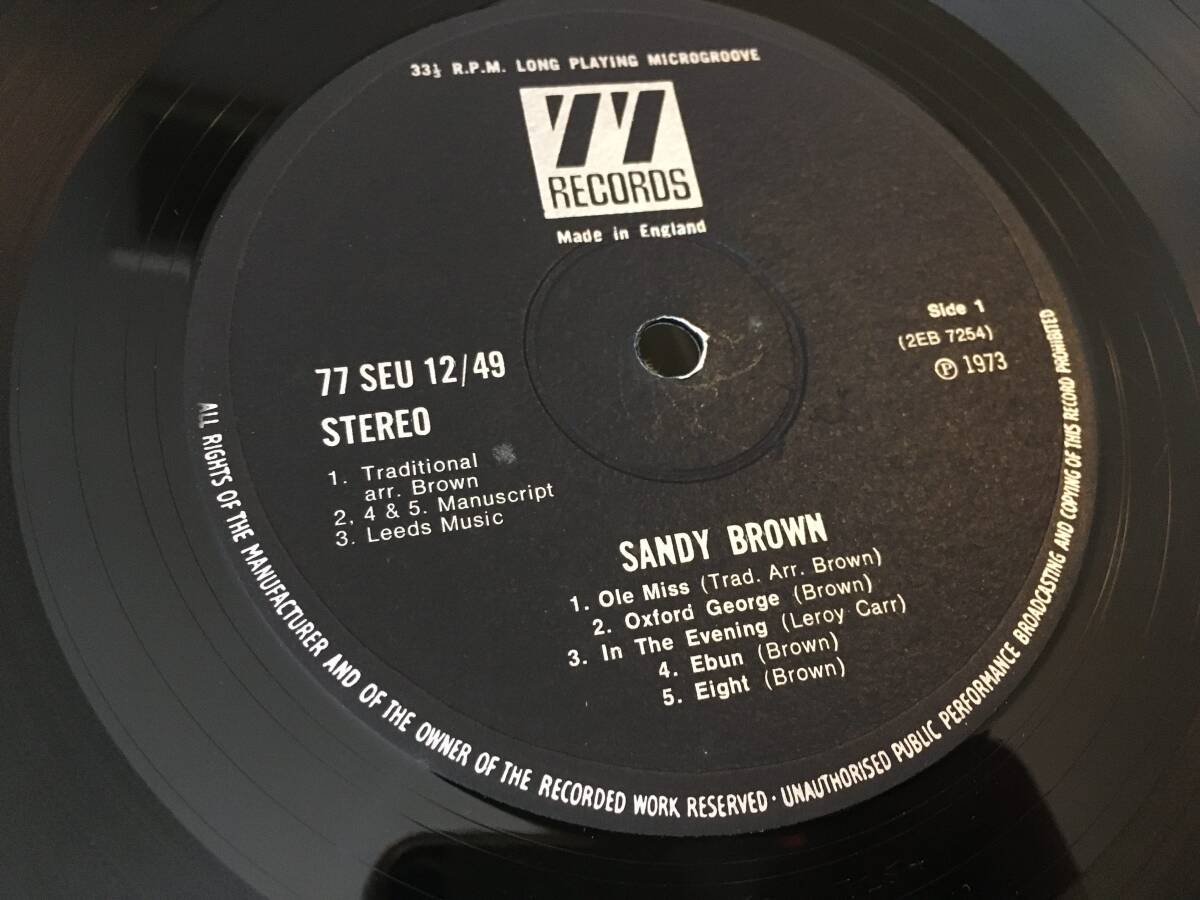 33⅓ R.P.M. LONG PLAYING MICROGROOVE
77
RECORDS
Made in England
Side 1
(2EB 7254)
℗ 1973
77 SEU 12/49
STEREO
1. Traditional
arr. Brown
2, 4 & 5. Manuscript
3. Leeds Music
SANDY BROWN
1. Ole Miss (Trad. Arr. Brown)
2. Oxford George (Brown)
3. In The Evening (Leroy Carr)
4. Ebun (Brown)
5. Eight (Brown)
ALL RIGHTS OF THE MANUFACTURER AND OF THE OWNER OF THE RECORDED WORK RESERVED · UNAUTHORISED PUBLIC PERFORMANCE BROADCASTING AND COPYING OF THIS RECORD PROHIBITED